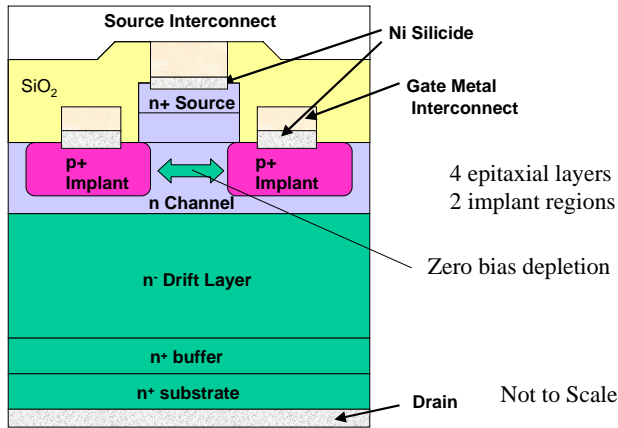 Source Interconnect
Ni Silicide
SiO₂
n+ Source
Gate Metal
Interconnect
p+
Implant
p+
Implant
4 epitaxial layers
2 implant regions
n Channel
Zero bias depletion
n⁻ Drift Layer
n⁺ buffer
n⁺ substrate
Drain
Not to Scale